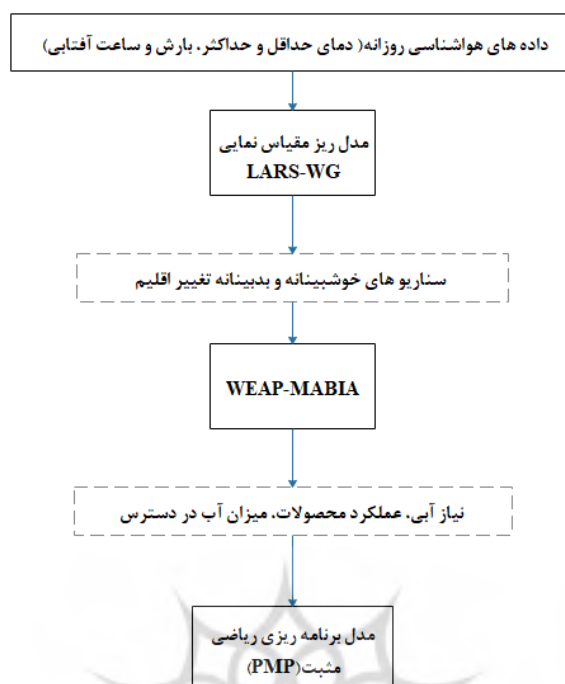 داده های هواشناسی روزانه( دمای حداقل و حداکثر، بارش و ساعت آفتابی)
مدل ریز مقیاس نمایی
LARS-WG
سناریو های خوشبینانه و بدبینانه تغییر اقلیم
WEAP-MABIA
نیاز آبی، عملکرد محصولات، میزان آب در دسترس
مدل برنامه ریزی ریاضی
مثبت(PMP)